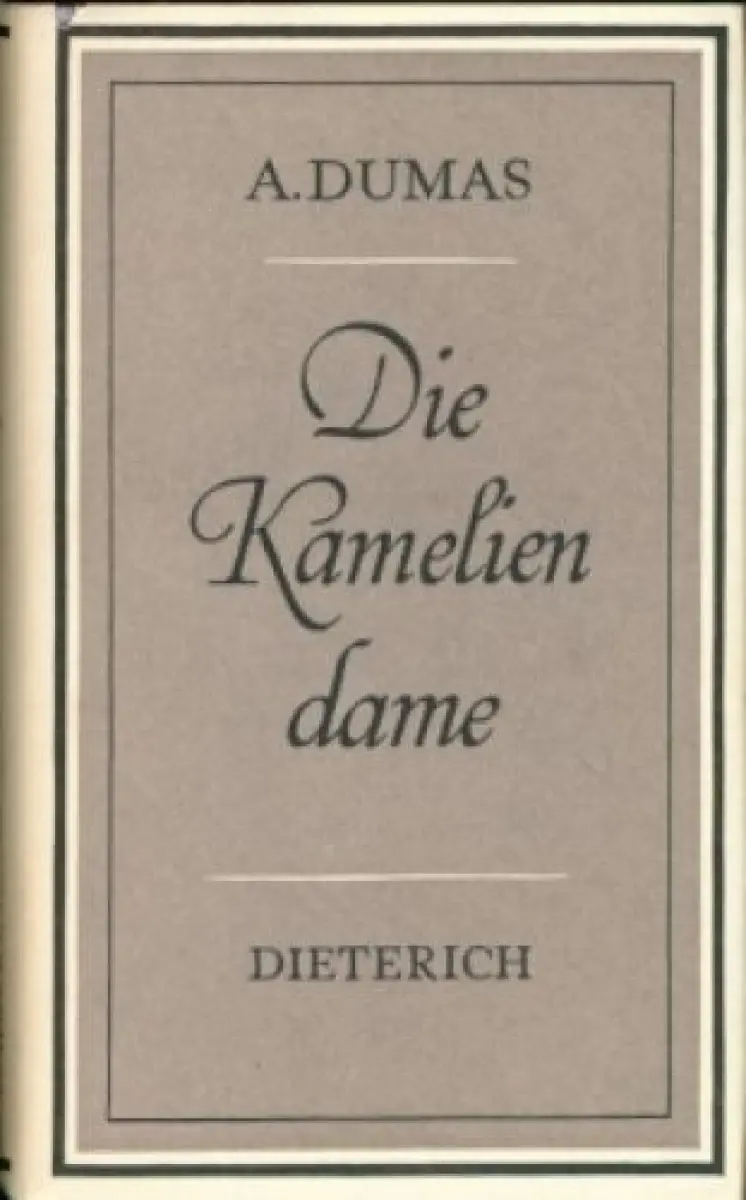 A. DUMAS
Die
Kamelien
dame
DIETERICH